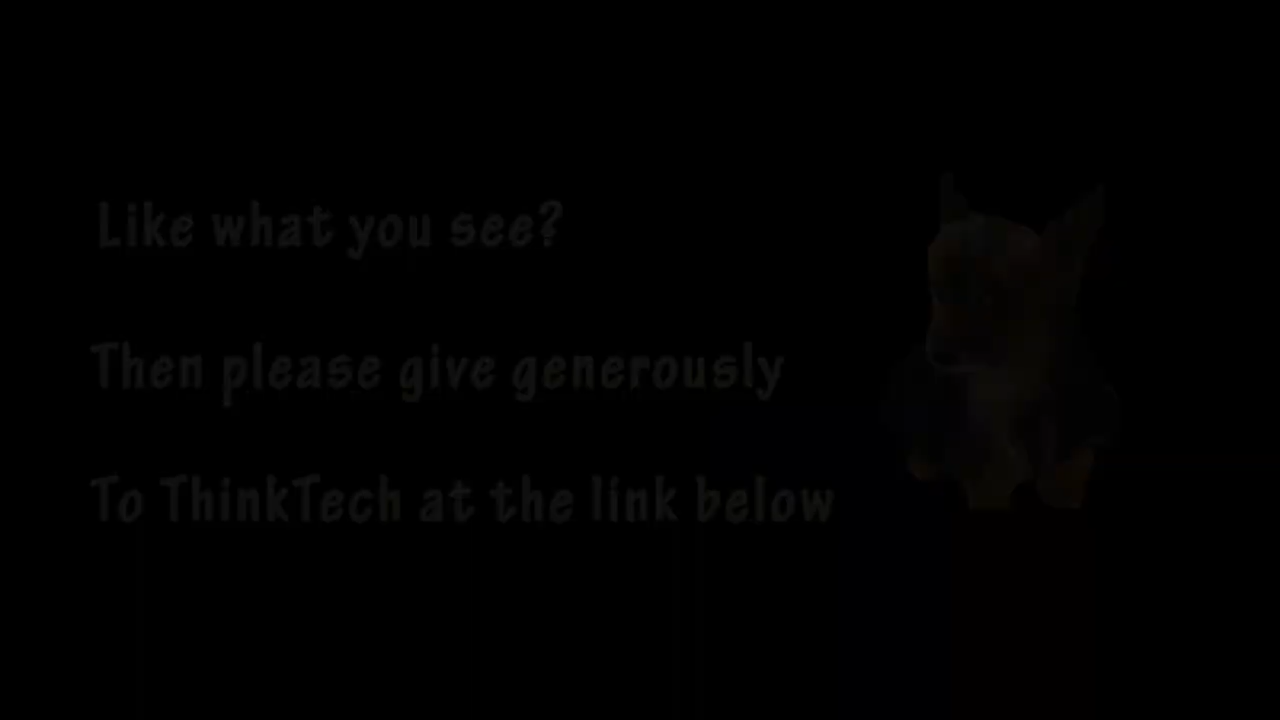 Like what you see?
Then please give generously
To ThinkTech at the link below